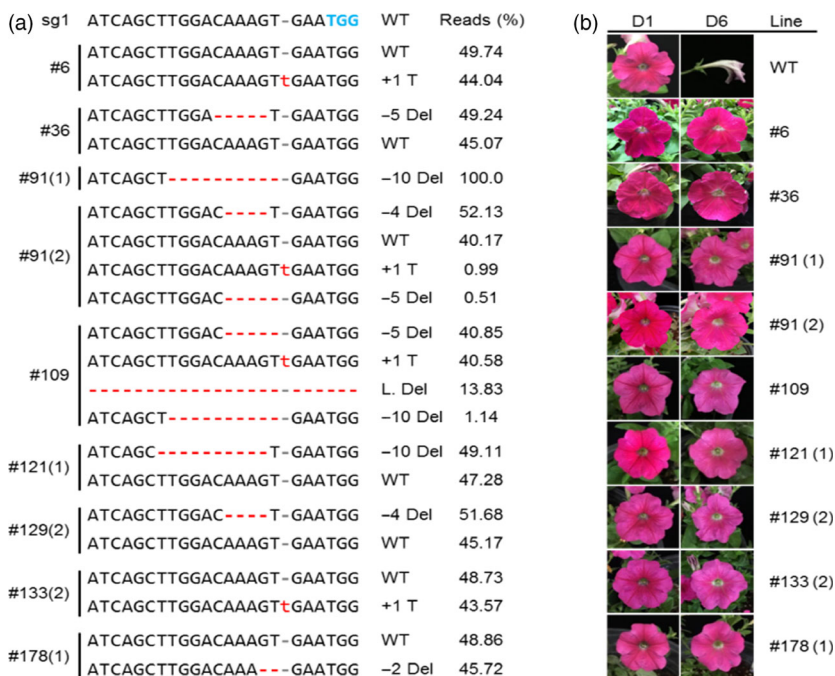 (a) sg1 ATCAGCTTGGACAAAGT-GAATGG WT Reads (%)
#6
ATCAGCTTGGACAAAGT-GAATGG WT 49.74
ATCAGCTTGGACAAAGTtGAATGG +1 T 44.04
#36
ATCAGCTTGGA-----T-GAATGG –5 Del 49.24
ATCAGCTTGGACAAAGT-GAATGG WT 45.07
#91(1) ATCAGCT-----------GAATGG –10 Del 100.0
#91(2)
ATCAGCTTGGAC----T-GAATGG –4 Del 52.13
ATCAGCTTGGACAAAGT-GAATGG WT 40.17
ATCAGCTTGGACAAAGTtGAATGG +1 T 0.99
ATCAGCTTGGAC------GAATGG –5 Del 0.51
#109
ATCAGCTTGGAC------GAATGG –5 Del 40.85
ATCAGCTTGGACAAAGTtGAATGG +1 T 40.58
------------------------ L. Del 13.83
ATCAGCT-----------GAATGG –10 Del 1.14
#121(1)
ATCAGC----------T-GAATGG –10 Del 49.11
ATCAGCTTGGACAAAGT-GAATGG WT 47.28
#129(2)
ATCAGCTTGGAC----T-GAATGG –4 Del 51.68
ATCAGCTTGGACAAAGT-GAATGG WT 45.17
#133(2)
ATCAGCTTGGACAAAGT-GAATGG WT 48.73
ATCAGCTTGGACAAAGTtGAATGG +1 T 43.57
#178(1)
ATCAGCTTGGACAAAGT-GAATGG WT 48.86
ATCAGCTTGGACAAA---GAATGG –2 Del 45.72
(b) D1 D6 Line
WT
#6
#36
#91 (1)
#91 (2)
#109
#121 (1)
#129 (2)
#133 (2)
#178 (1)